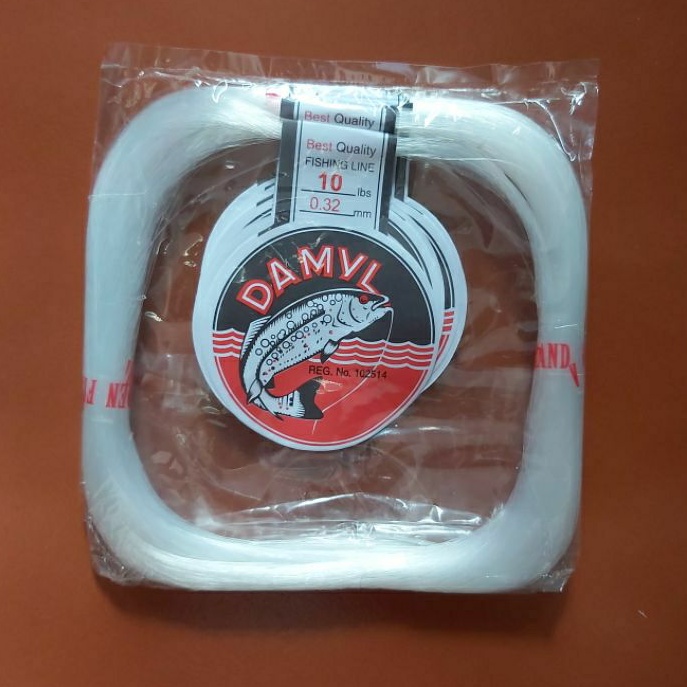 Best Quality
Best Quality
FISHING LINE
10 lbs
0.32 mm
DAMYL
REG. No. 102514